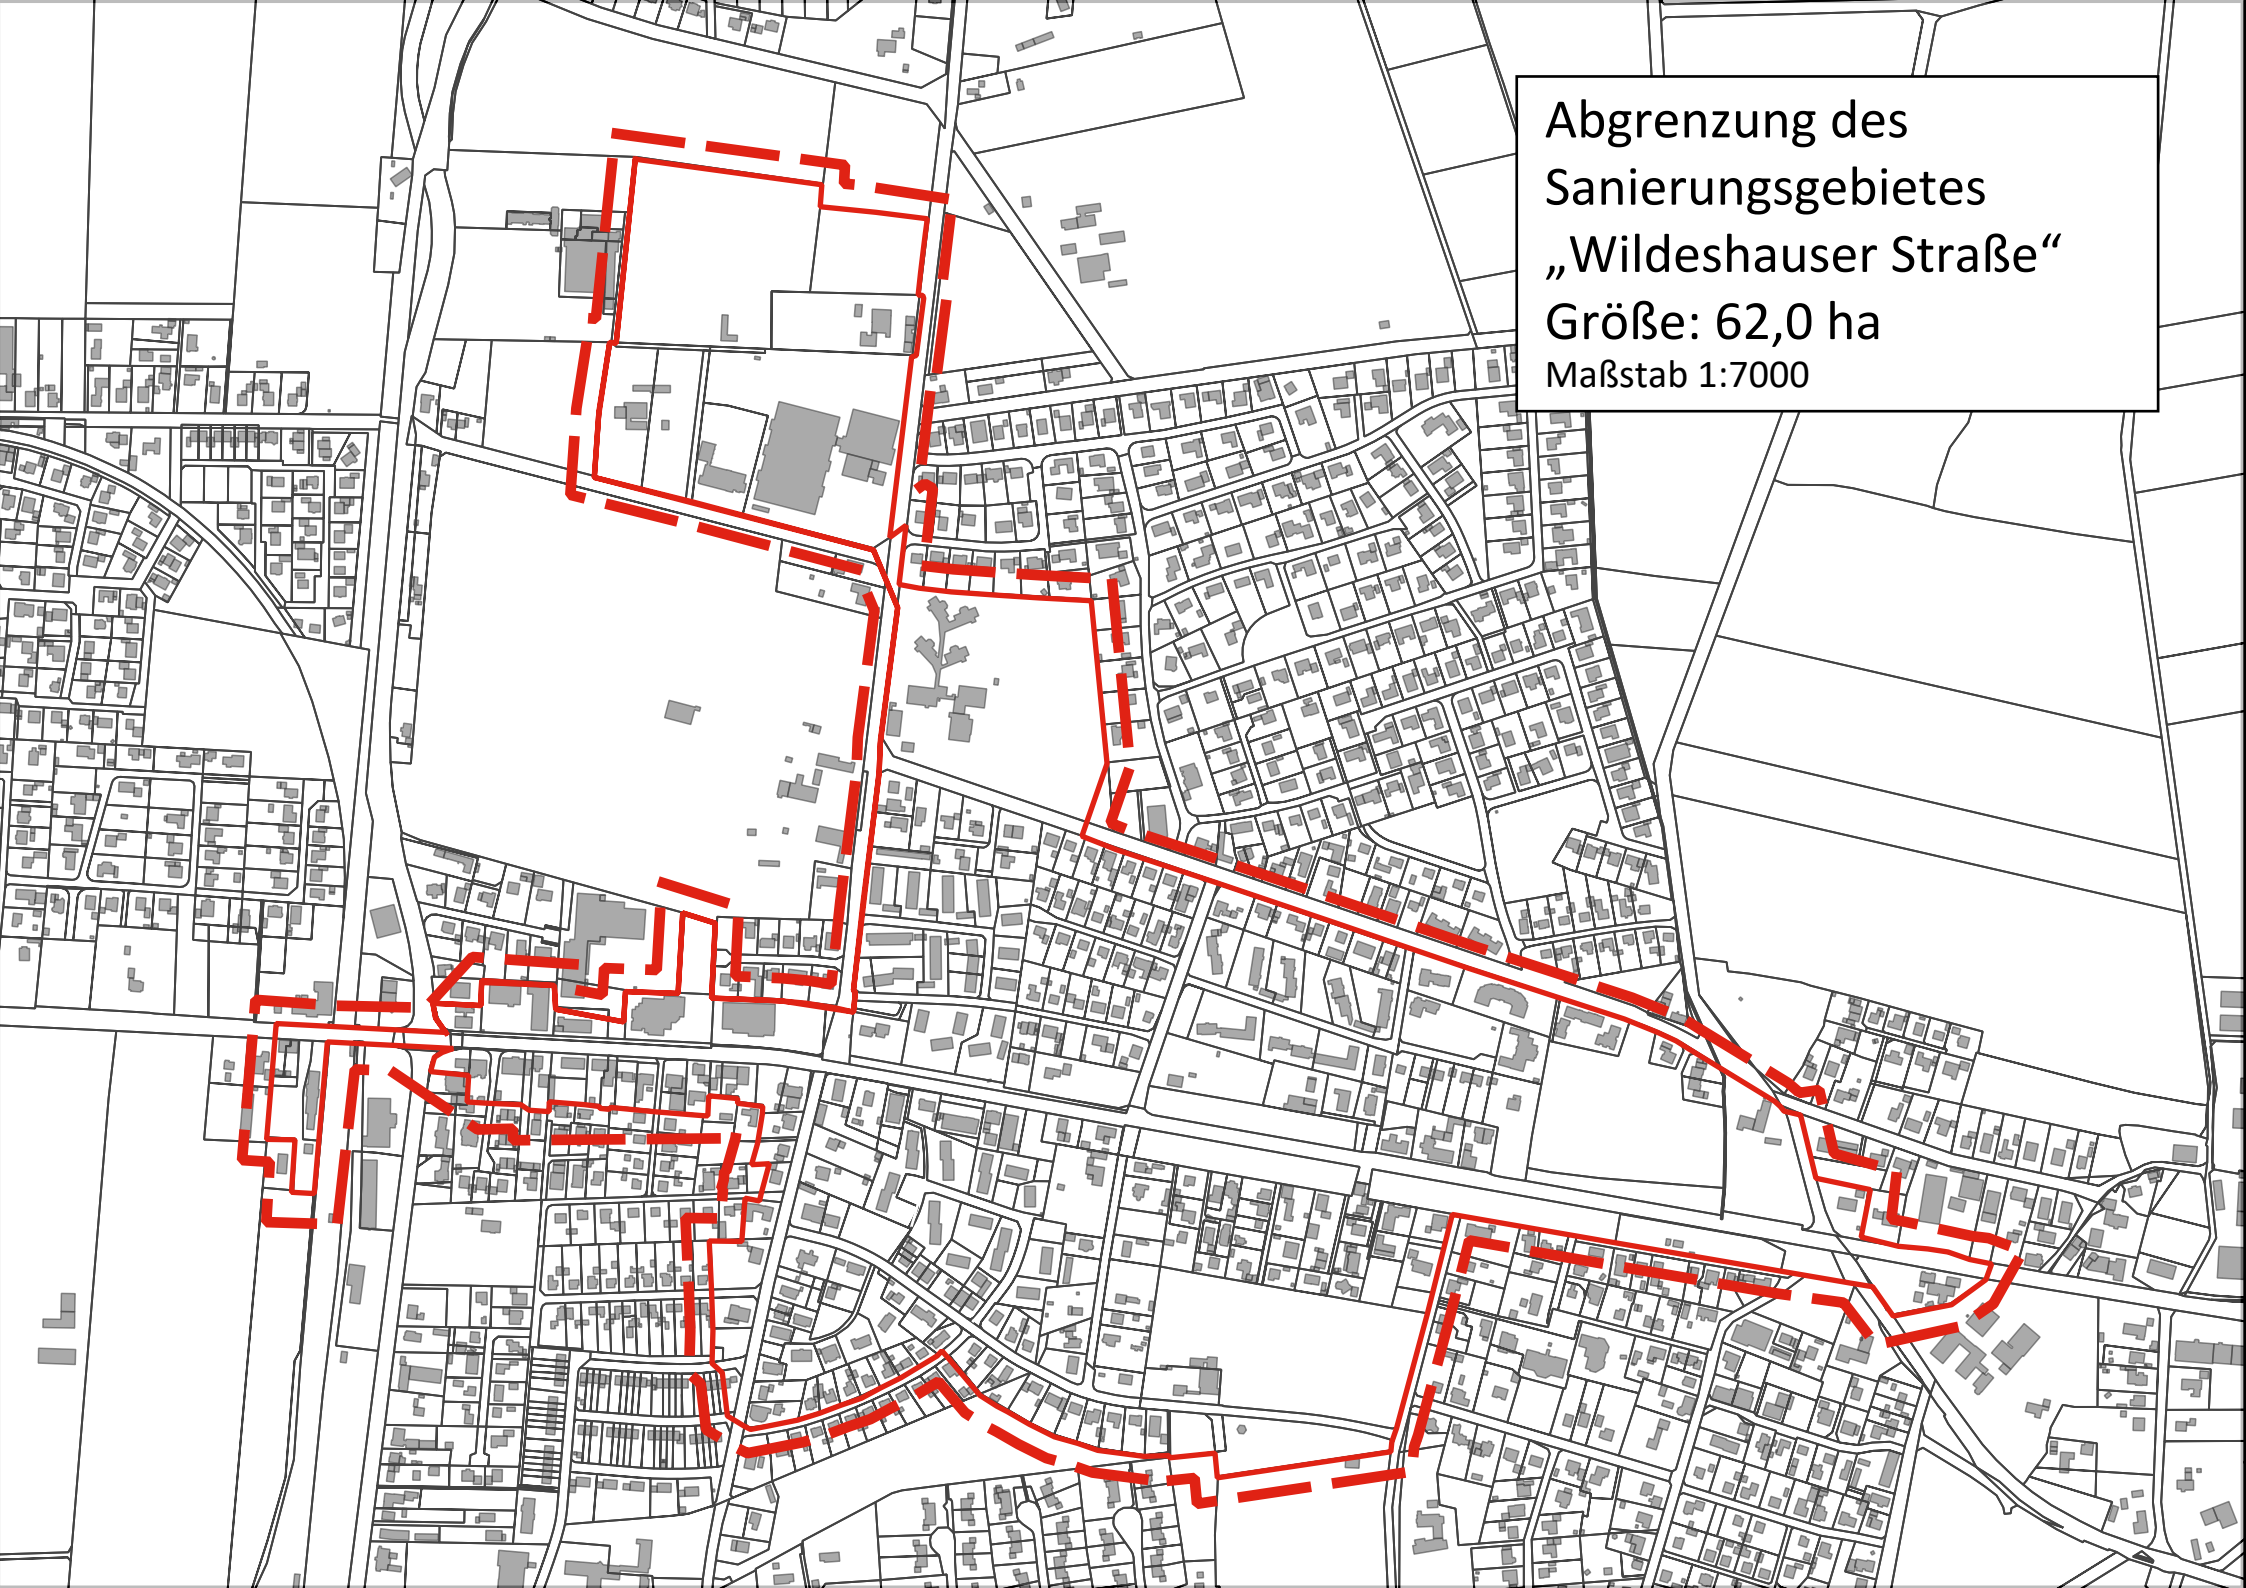 Abgrenzung des
Sanierungsgebietes
„Wildeshauser Straße“
Größe: 62,0 ha
Maßstab 1:7000